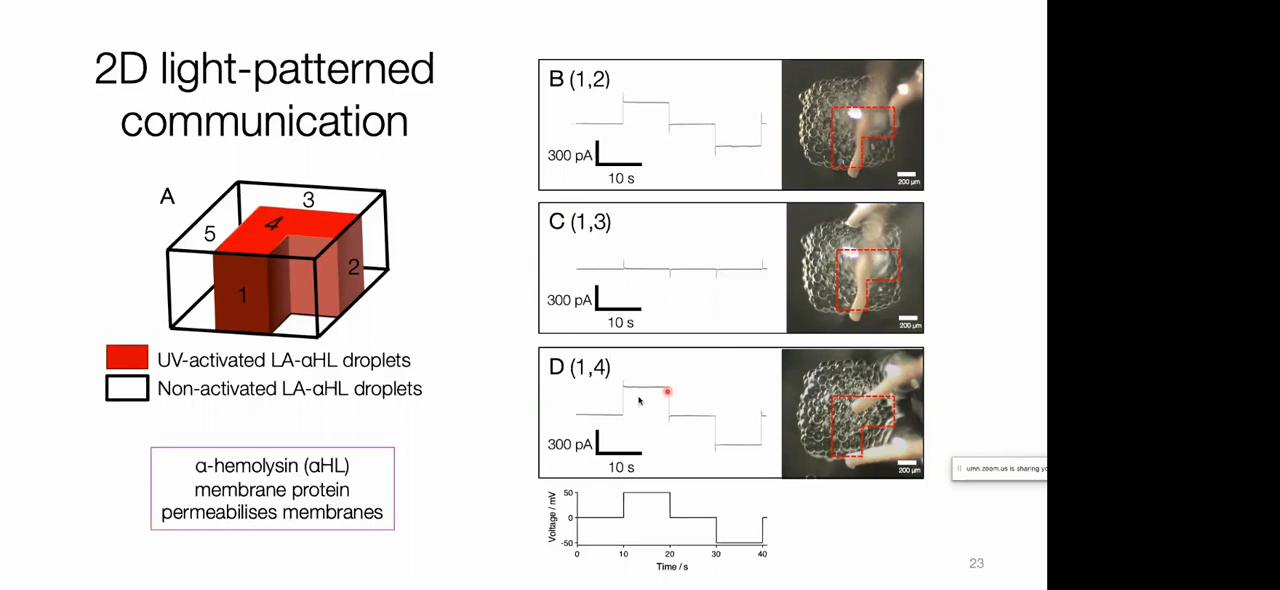 2D light-patterned
communication
A
3
5
4
2
1
UV-activated LA-αHL droplets
Non-activated LA-αHL droplets
α-hemolysin (αHL)
membrane protein
permeabilises membranes
B (1,2)
300 pA
10 s
200 µm
C (1,3)
300 pA
10 s
200 µm
D (1,4)
300 pA
10 s
200 µm
Voltage / mV
50
0
-50
0 10 20 30 40
Time / s
umn.zoom.us is sharing yo
23